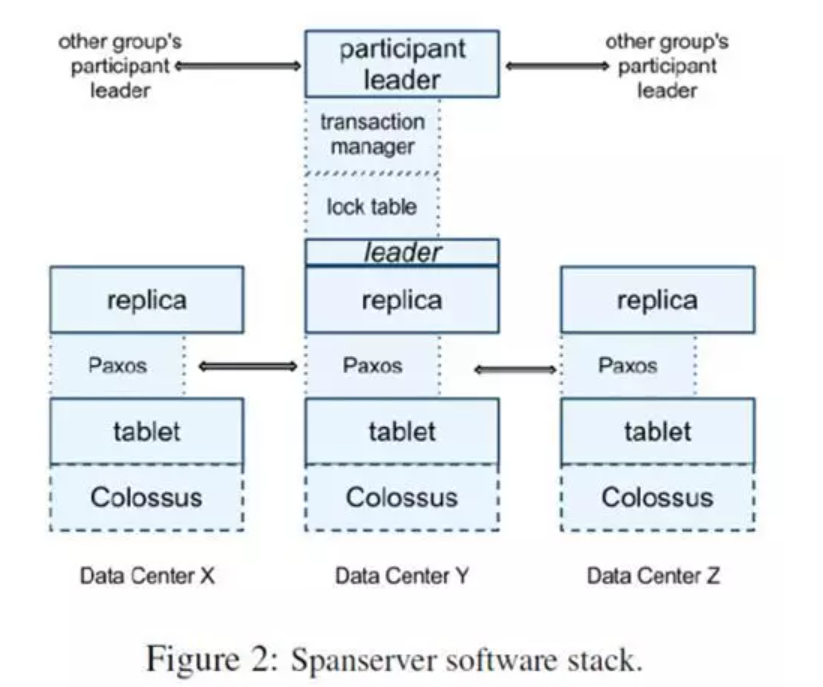 other group's
participant
leader
participant
leader
other group's
participant
leader
transaction
manager
lock table
leader
replica
replica
replica
Paxos
Paxos
Paxos
tablet
tablet
tablet
Colossus
Colossus
Colossus
Data Center X
Data Center Y
Data Center Z
Figure 2: Spanserver software stack.